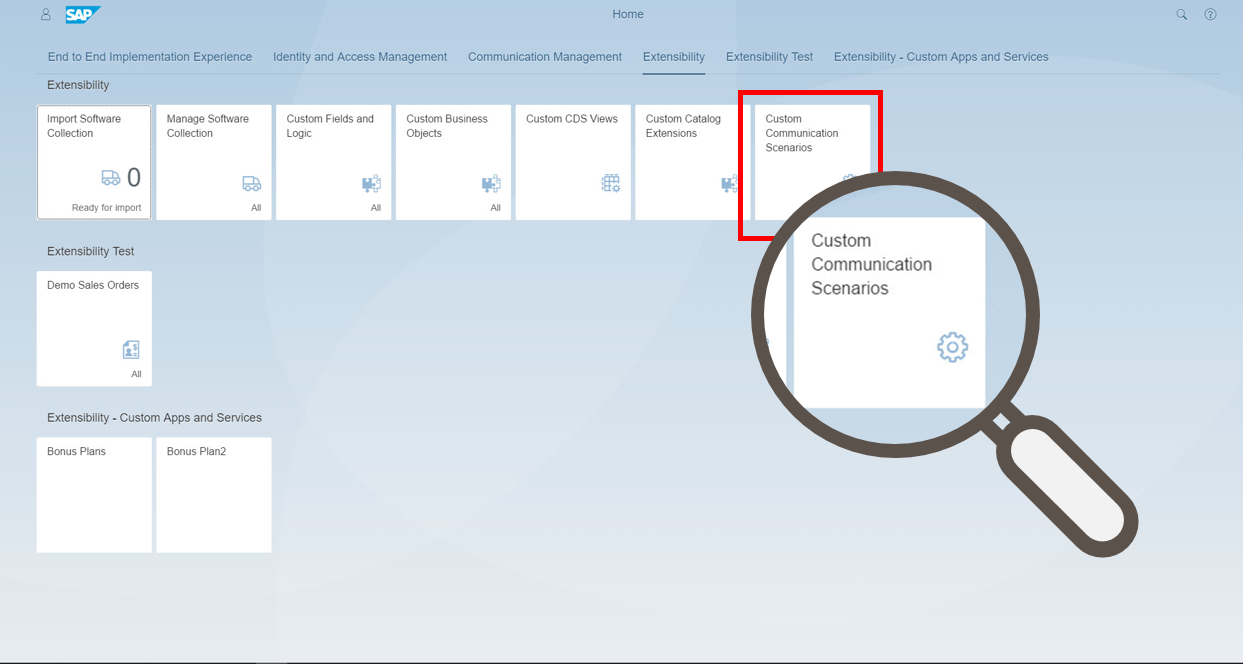 SAP
Home
End to End Implementation Experience
Identity and Access Management
Communication Management
Extensibility
Extensibility Test
Extensibility - Custom Apps and Services
Extensibility
Import Software
Collection
0
Ready for import
Manage Software
Collection
All
Custom Fields and
Logic
All
Custom Business
Objects
All
Custom CDS Views
Custom Catalog
Extensions
Custom
Communication
Scenarios
Custom
Communication
Scenarios
Extensibility Test
Demo Sales Orders
All
Extensibility - Custom Apps and Services
Bonus Plans
Bonus Plan2